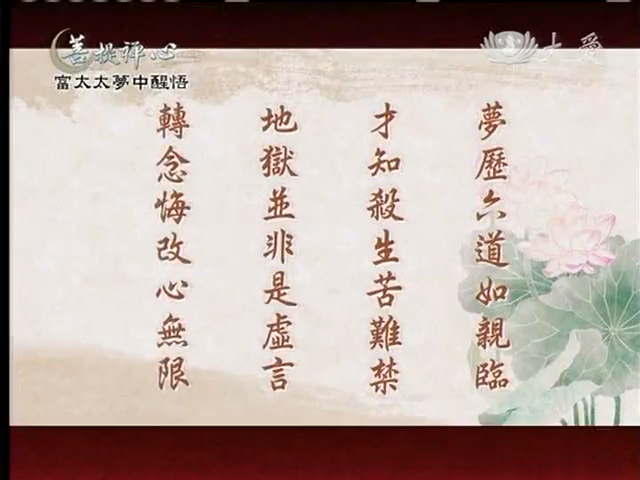 菩提禪心
大愛
富太太夢中醒悟
夢歷六道如親臨
才知殺生苦難禁
地獄並非是虛言
轉念悔改心無限